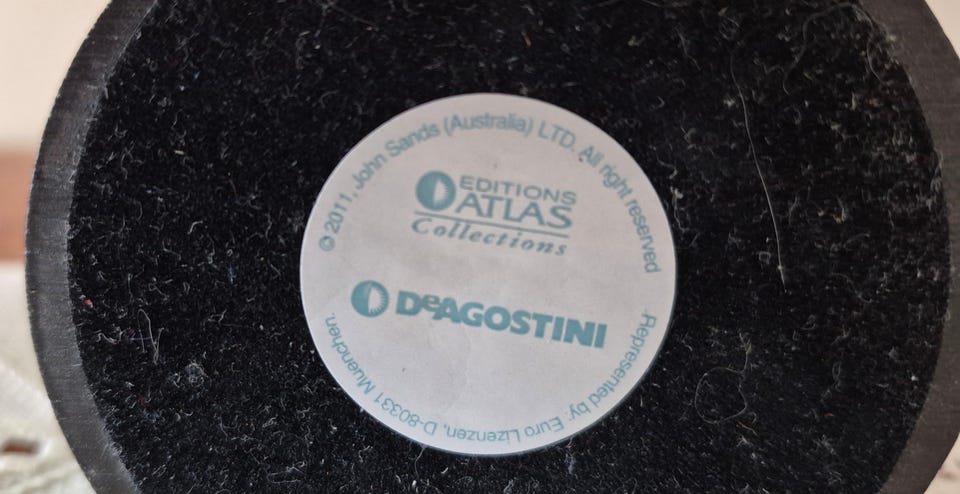 © 2011, John Sands (Australia) LTD. All right reserved
EDITIONS
ATLAS
Collections
DeAGOSTINI
Represented by: Euro Lizenzen, D-80331 Muenchen.